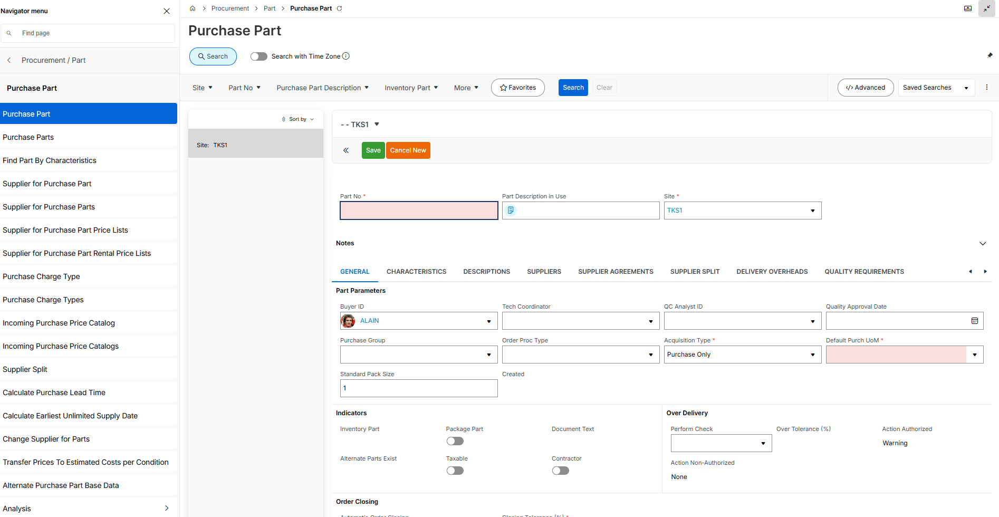 Navigator menu
Find page
Procurement / Part
Purchase Part
Purchase Part
Purchase Parts
Find Part By Characteristics
Supplier for Purchase Part
Supplier for Purchase Parts
Supplier for Purchase Part Price Lists
Supplier for Purchase Part Rental Price Lists
Purchase Charge Type
Purchase Charge Types
Incoming Purchase Price Catalog
Incoming Purchase Price Catalogs
Supplier Split
Calculate Purchase Lead Time
Calculate Earliest Unlimited Supply Date
Change Supplier for Parts
Transfer Prices To Estimated Costs per Condition
Alternate Purchase Part Base Data
Analysis
Procurement > Part > Purchase Part
Purchase Part
Search Search with Time Zone
Site Part No Purchase Part Description Inventory Part More Favorites Search Clear </> Advanced Saved Searches
Sort by
Site: TKS1
- - TKS1
Save Cancel New
Part No * Part Description in Use Site *
TKS1
Notes
GENERAL CHARACTERISTICS DESCRIPTIONS SUPPLIERS SUPPLIER AGREEMENTS SUPPLIER SPLIT DELIVERY OVERHEADS QUALITY REQUIREMENTS
Part Parameters
Buyer ID Tech Coordinator QC Analyst ID Quality Approval Date
ALAIN
Purchase Group Order Proc Type Acquisition Type * Default Purch UoM *
Purchase Only
Standard Pack Size Created
1
Indicators Over Delivery
Inventory Part Package Part Document Text Perform Check Over Tolerance (%) Action Authorized
Warning
Alternate Parts Exist Taxable Contractor Action Non-Authorized
None
Order Closing
Automatic Order Closing Closing Tolerance (%) *